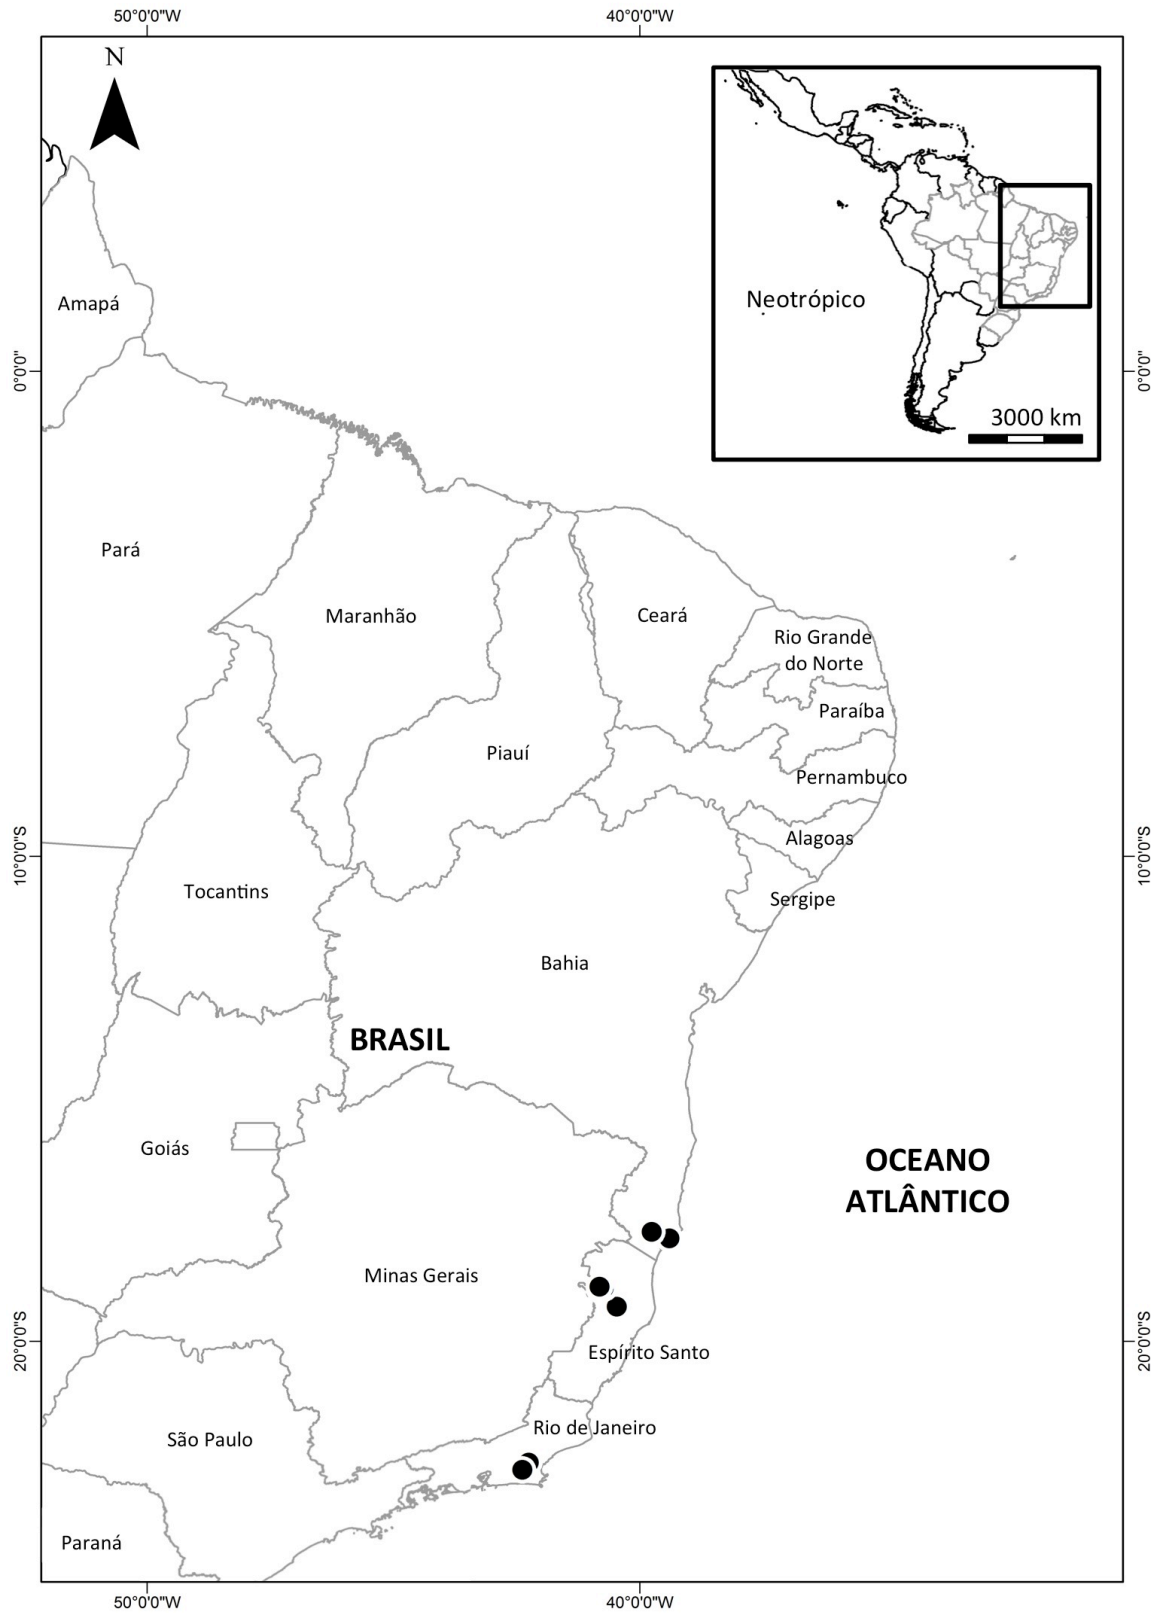 50°0'0"W
40°0'0"W
N
Amapá
Neotrópico
3000 km
0°0'0"
0°0'0"
Pará
Maranhão
Ceará
Rio Grande
do Norte
Paraíba
Piauí
Pernambuco
Alagoas
10°0'0"S
10°0'0"S
Tocantins
Sergipe
Bahia
BRASIL
Goiás
OCEANO
ATLÂNTICO
Minas Gerais
20°0'0"S
20°0'0"S
Espírito Santo
Rio de Janeiro
São Paulo
Paraná
50°0'0"W
40°0'0"W